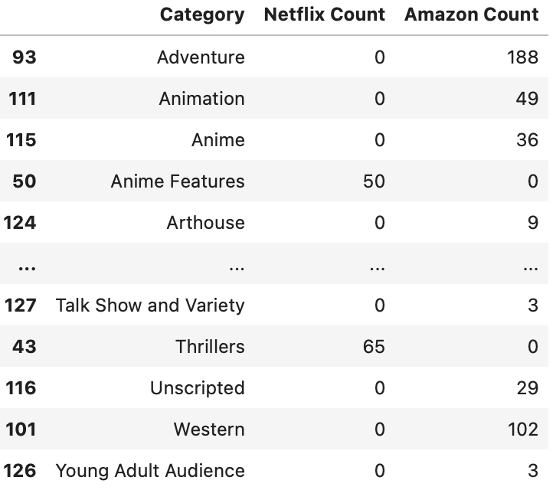 Category Netflix Count Amazon Count
93 Adventure 0 188
111 Animation 0 49
115 Anime 0 36
50 Anime Features 50 0
124 Arthouse 0 9
... ... ... ...
127 Talk Show and Variety 0 3
43 Thrillers 65 0
116 Unscripted 0 29
101 Western 0 102
126 Young Adult Audience 0 3